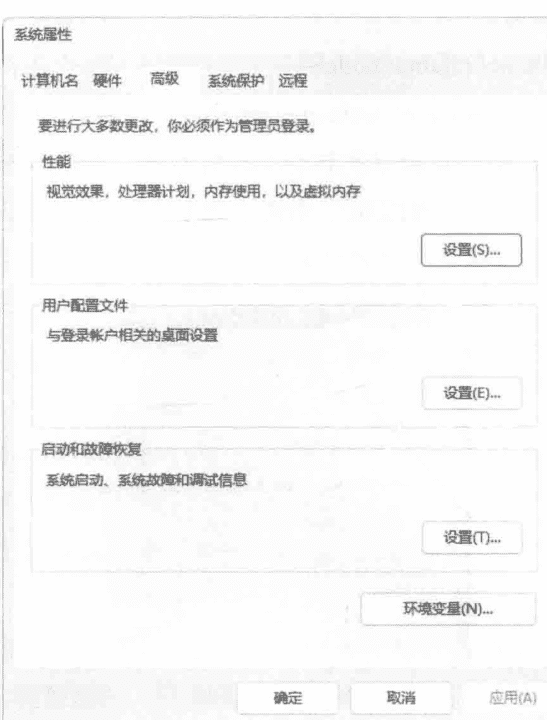 系统属性
计算机名 硬件 高级 系统保护 远程
要进行大多数更改，你必须作为管理员登录。
性能
视觉效果，处理器计划，内存使用，以及虚拟内存
设置(S)...
用户配置文件
与登录帐户相关的桌面设置
设置(E)...
启动和故障恢复
系统启动、系统故障和调试信息
设置(T)...
环境变量(N)...
确定 取消 应用(A)